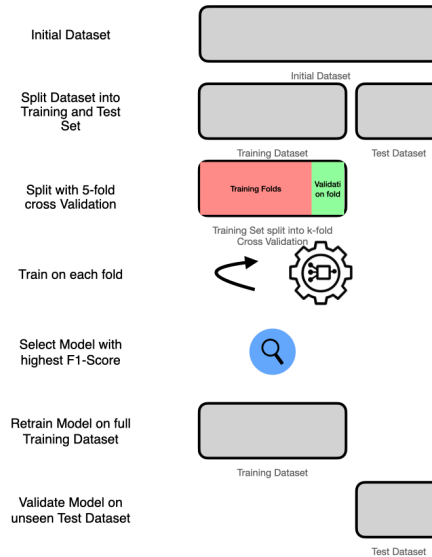 Initial Dataset
Initial Dataset
Split Dataset into
Training and Test
Set
Training Dataset
Test Dataset
Split with 5-fold
cross Validation
Training Folds
Validati
on fold
Training Set split into k-fold
Cross Validation
Train on each fold
Select Model with
highest F1-Score
Retrain Model on full
Training Dataset
Training Dataset
Validate Model on
unseen Test Dataset
Test Dataset